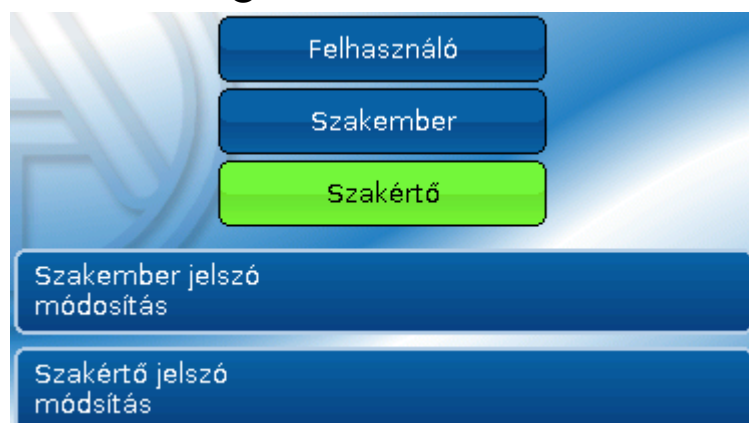 Felhasználó
Szakember
Szakértő
Szakember jelszó
módosítás
Szakértő jelszó
módsítás